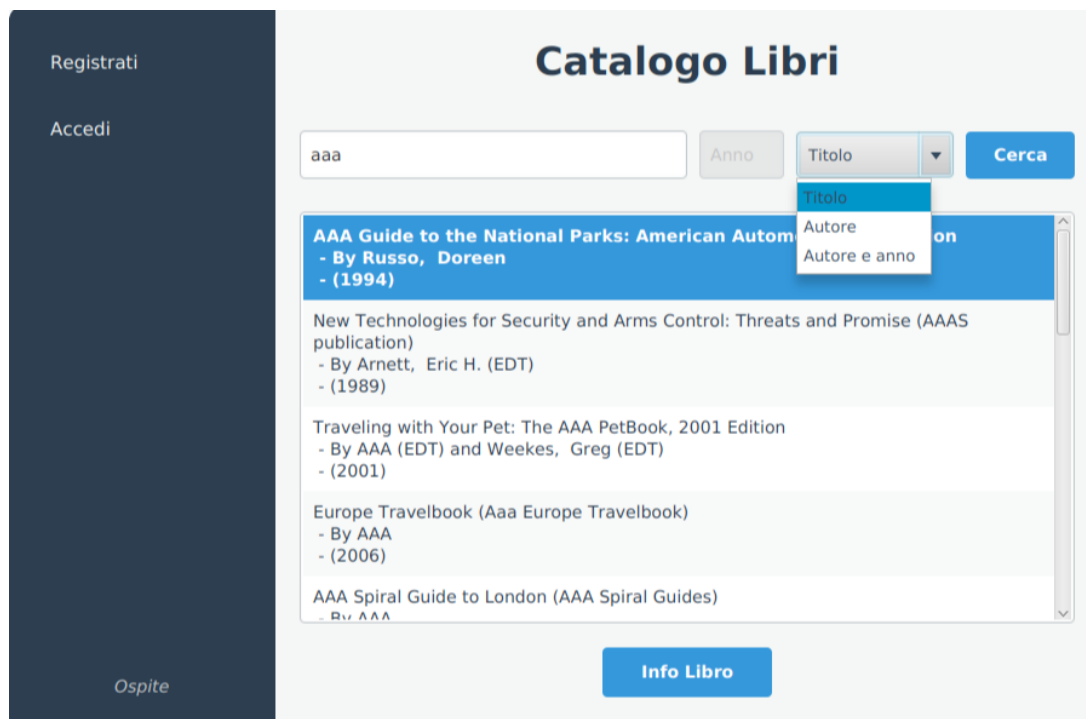 Registrati
Accedi
Ospite
Catalogo Libri
aaa
Anno
Titolo
Cerca
Titolo
Autore
Autore e anno
AAA Guide to the National Parks: American Autom on
- By Russo, Doreen
- (1994)
New Technologies for Security and Arms Control: Threats and Promise (AAAS
publication)
- By Arnett, Eric H. (EDT)
- (1989)
Traveling with Your Pet: The AAA PetBook, 2001 Edition
- By AAA (EDT) and Weekes, Greg (EDT)
- (2001)
Europe Travelbook (Aaa Europe Travelbook)
- By AAA
- (2006)
AAA Spiral Guide to London (AAA Spiral Guides)
- By AAA
Info Libro